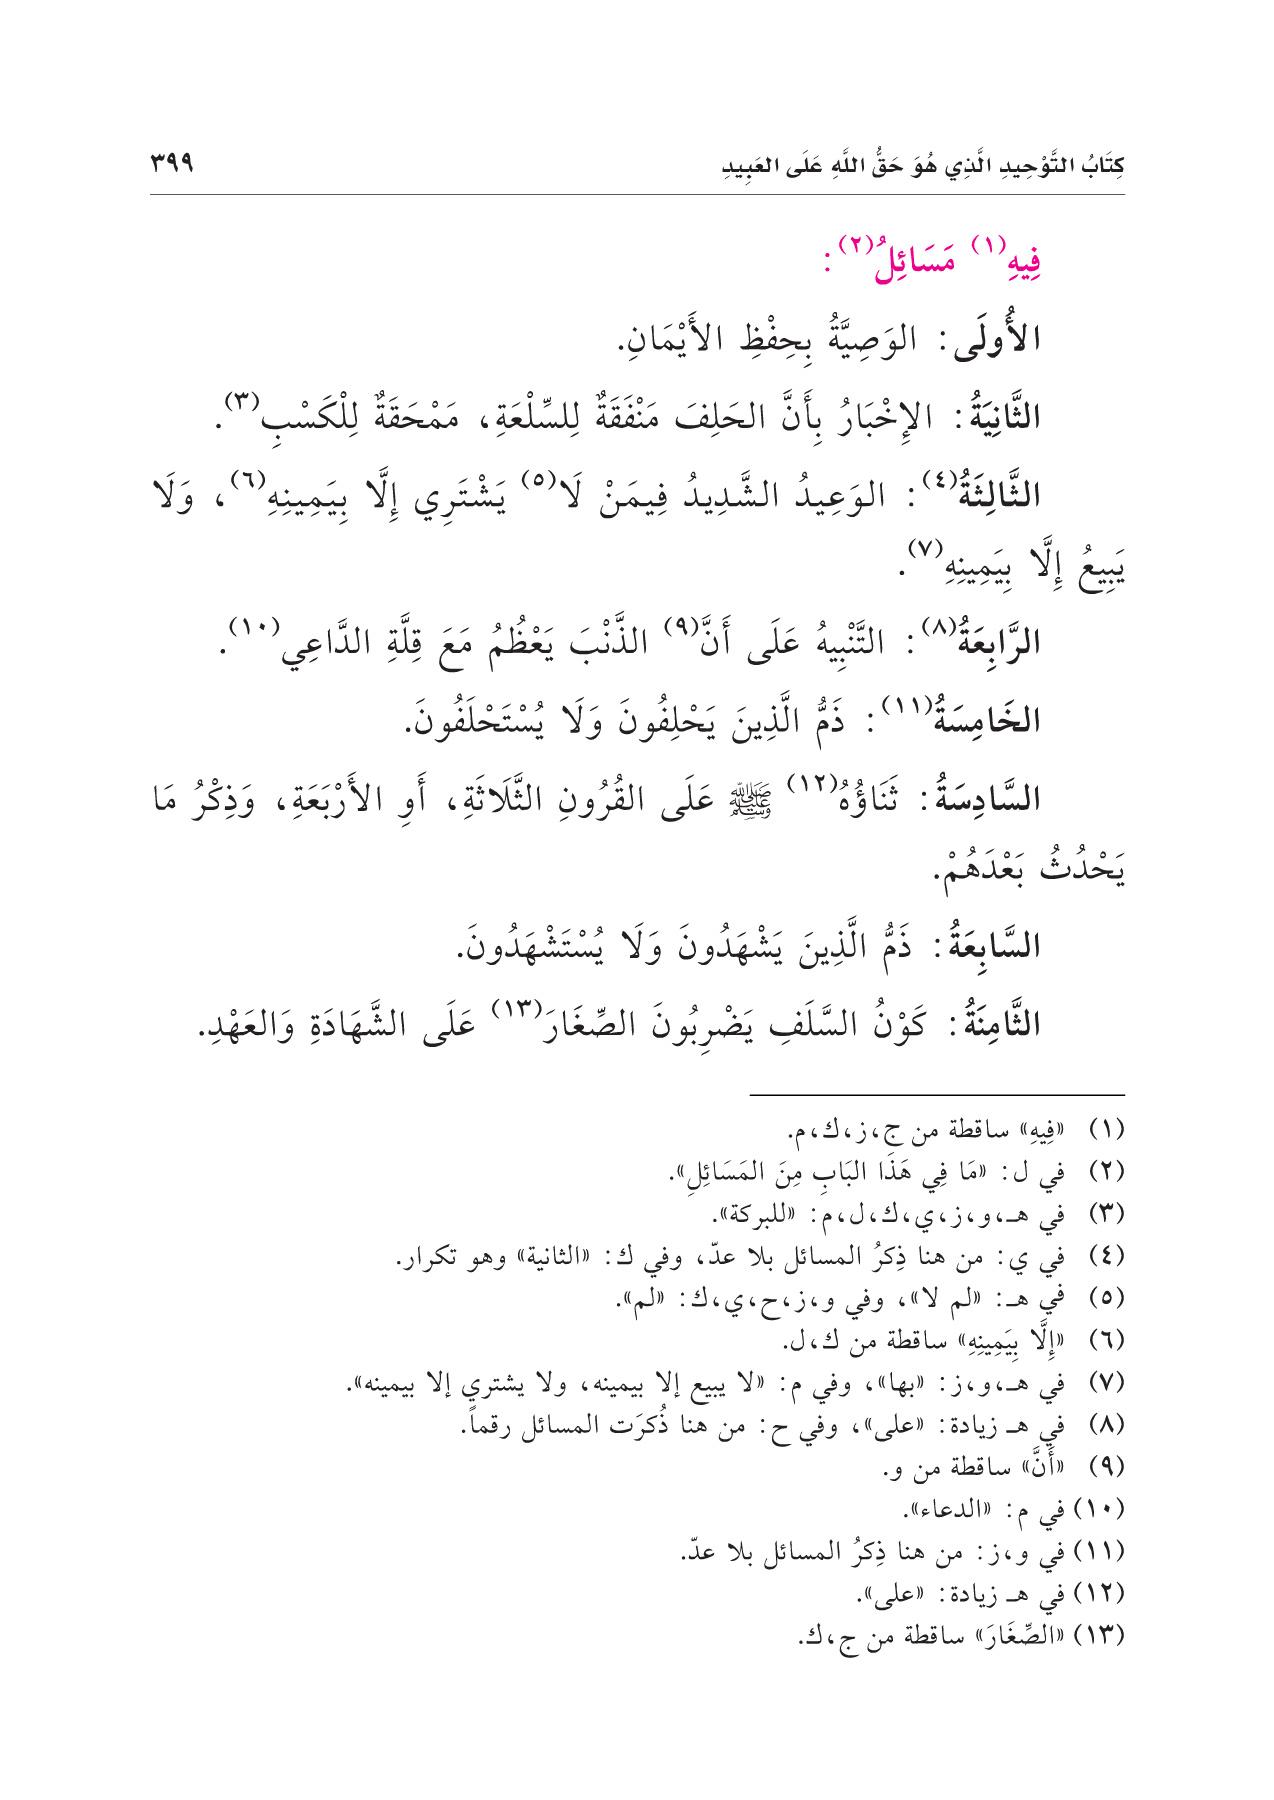 كِتَابُ التَّوْحِيدِ الَّذِي هُوَ حَقُّ اللَّهِ عَلَى العَبِيدِ ٣٩٩
فِيهِ(١) مَسَائِلُ(٢):
الأُولَى: الوَصِيَّةُ بِحِفْظِ الأَيْمَانِ.
الثَّانِيَةُ: الإِخْبَارُ بِأَنَّ الحَلِفَ مَنْفَقَةٌ لِلسِّلْعَةِ، مَمْحَقَةٌ لِلْكَسْبِ(٣).
الثَّالِثَةُ(٤): الوَعِيدُ الشَّدِيدُ فِيمَنْ لَا(٥) يَشْتَرِي إِلَّا بِيَمِينِهِ(٦)، وَلَا
يَبِيعُ إِلَّا بِيَمِينِهِ(٧).
الرَّابِعَةُ(٨): التَّنْبِيهُ عَلَى أَنَّ(٩) الذَّنْبَ يَعْظُمُ مَعَ قِلَّةِ الدَّاعِي(١٠).
الخَامِسَةُ(١١): ذَمُّ الَّذِينَ يَحْلِفُونَ وَلَا يُسْتَحْلَفُونَ.
السَّادِسَةُ: ثَنَاؤُهُ(١٢) ﷺ عَلَى القُرُونِ الثَّلَاثَةِ، أَوِ الأَرْبَعَةِ، وَذِكْرُ مَا
يَحْدُثُ بَعْدَهُمْ.
السَّابِعَةُ: ذَمُّ الَّذِينَ يَشْهَدُونَ وَلَا يُسْتَشْهَدُونَ.
الثَّامِنَةُ: كَوْنُ السَّلَفِ يَضْرِبُونَ الصِّغَارَ(١٣) عَلَى الشَّهَادَةِ وَالعَهْدِ.
(١) «فِيهِ» ساقطة من ج،ز،ك،م.
(٢) في ل: «مَا فِي هَذَا البَابِ مِنَ المَسَائِلِ».
(٣) في هـ،و،ز،ي،ك،ل،م: «للبركة».
(٤) في ي: من هنا ذِكرُ المسائل بلا عدّ، وفي ك: «الثانية» وهو تكرار.
(٥) في هـ: «لم لا»، وفي و،ز،ح،ي،ك: «لم».
(٦) «إِلَّا بِيَمِينِهِ» ساقطة من ك،ل.
(٧) في هـ،و،ز: «بها»، وفي م: «لا يبيع إلا بيمينه، ولا يشتري إلا بيمينه».
(٨) في هـ زيادة: «على»، وفي ح: من هنا ذُكرَت المسائل رقماً.
(٩) «أَنَّ» ساقطة من و.
(١٠) في م: «الدعاء».
(١١) في و،ز: من هنا ذِكرُ المسائل بلا عدّ.
(١٢) في هـ زيادة: «على».
(١٣) «الصِّغَارَ» ساقطة من ج،ك.